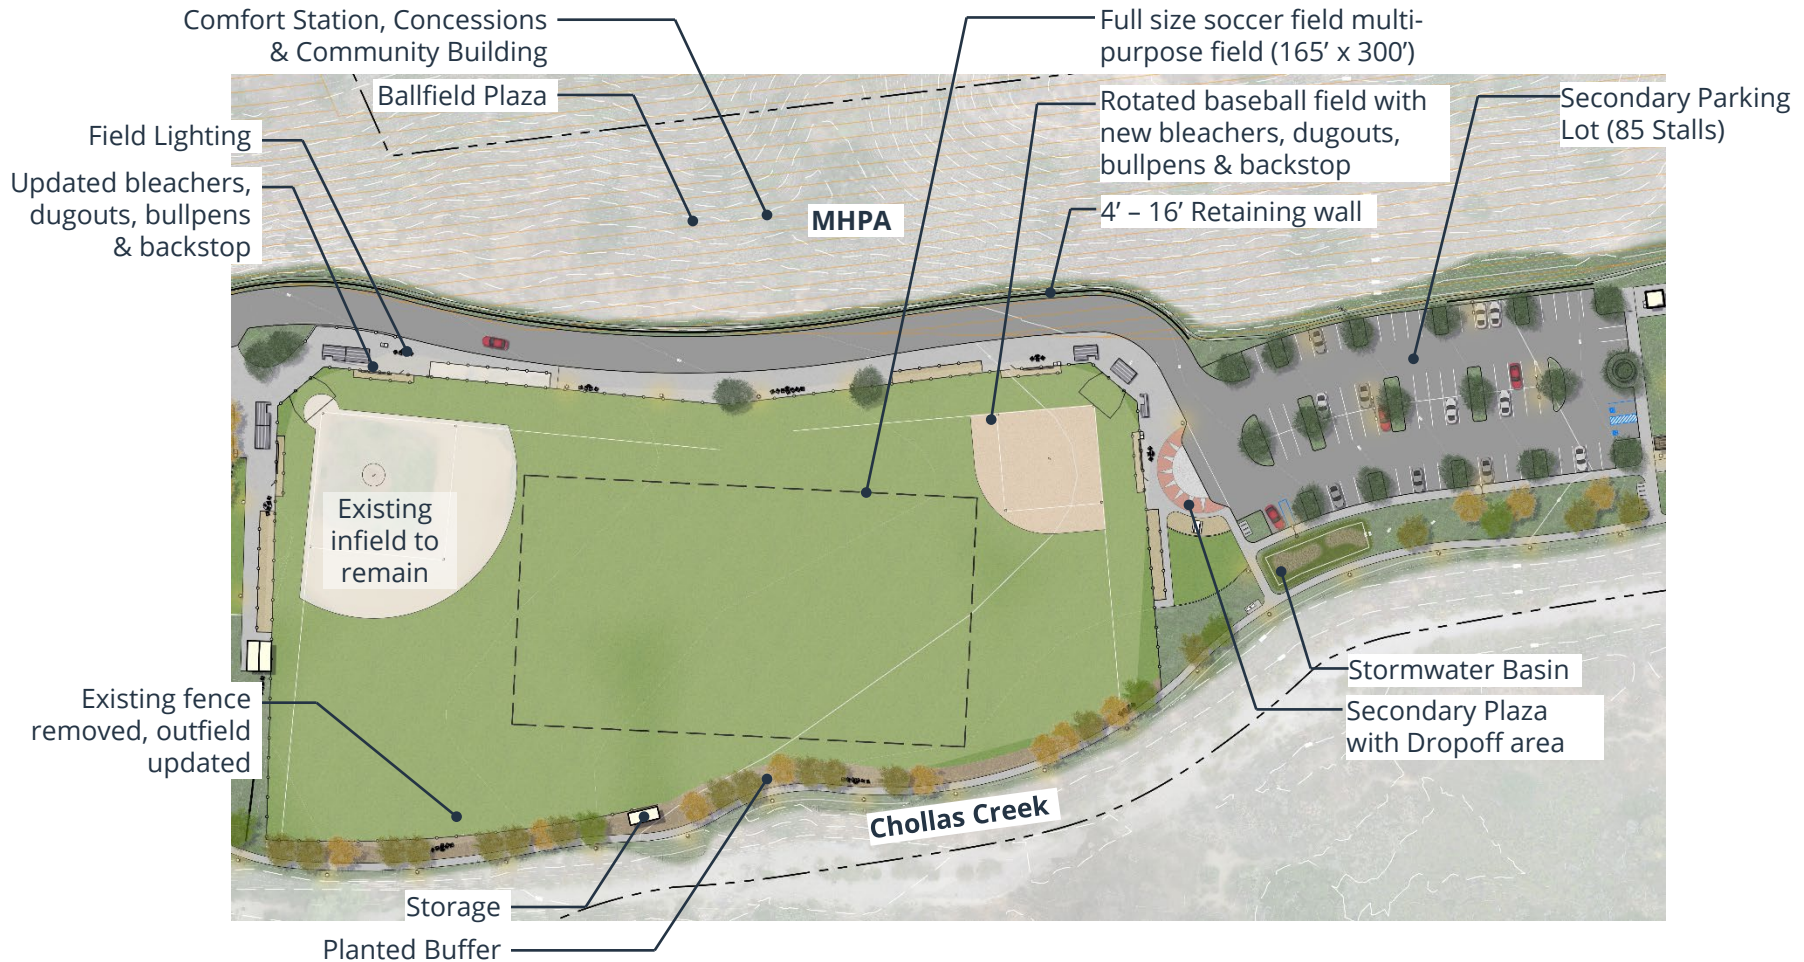 Comfort Station, Concessions
& Community Building
Ballfield Plaza
Field Lighting
Updated bleachers,
dugouts, bullpens
& backstop
Full size soccer field multi-
purpose field (165’ x 300’)
Rotated baseball field with
new bleachers, dugouts,
bullpens & backstop
4’ – 16’ Retaining wall
Secondary Parking
Lot (85 Stalls)
MHPA
Existing
infield to
remain
Existing fence
removed, outfield
updated
Stormwater Basin
Secondary Plaza
with Dropoff area
Chollas Creek
Storage
Planted Buffer